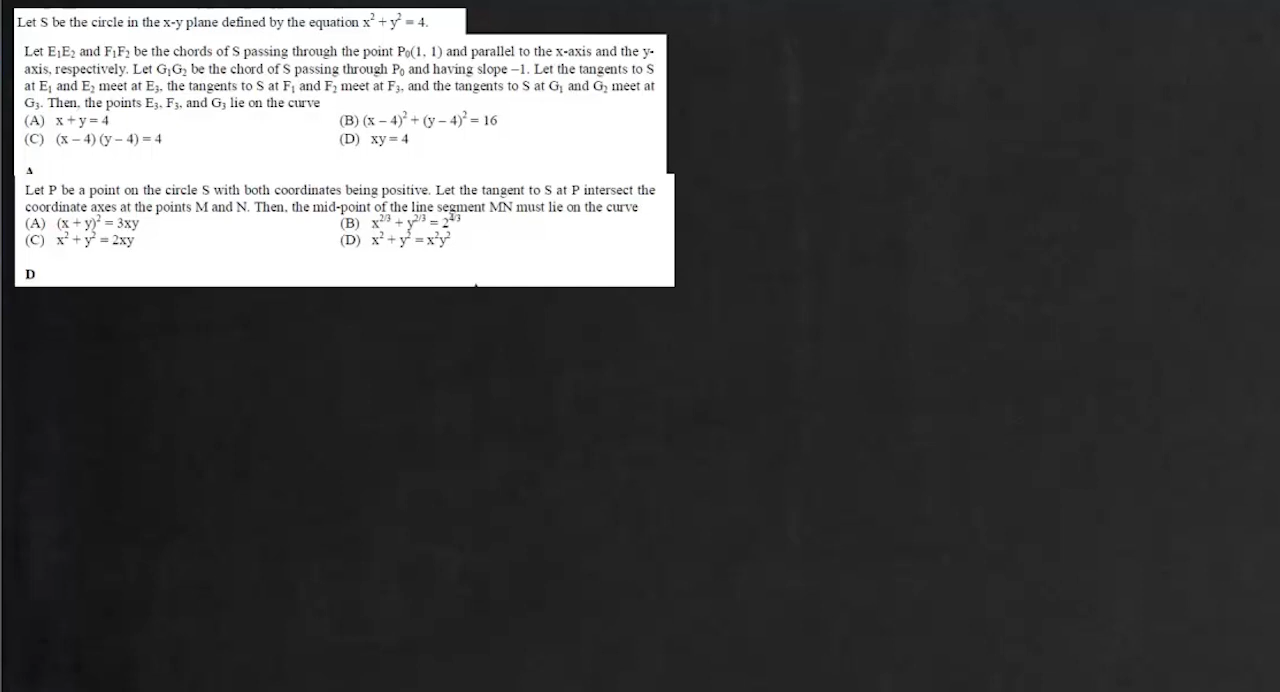 Let S be the circle in the x-y plane defined by the equation x² + y² = 4.
Let E₁E₂ and F₁F₂ be the chords of S passing through the point P₀(1, 1) and parallel to the x-axis and the y-
axis, respectively. Let G₁G₂ be the chord of S passing through P₀ and having slope –1. Let the tangents to S
at E₁ and E₂ meet at E₃, the tangents to S at F₁ and F₂ meet at F₃, and the tangents to S at G₁ and G₂ meet at
G₃. Then, the points E₃, F₃, and G₃ lie on the curve
(A) x + y = 4 (B) (x – 4)² + (y – 4)² = 16
(C) (x – 4) (y – 4) = 4 (D) xy = 4
A
Let P be a point on the circle S with both coordinates being positive. Let the tangent to S at P intersect the
coordinate axes at the points M and N. Then, the mid-point of the line segment MN must lie on the curve
(A) (x + y)² = 3xy (B) x^2/3 + y^2/3 = 2^4/3
(C) x² + y² = 2xy (D) x² + y² = x²y²
D